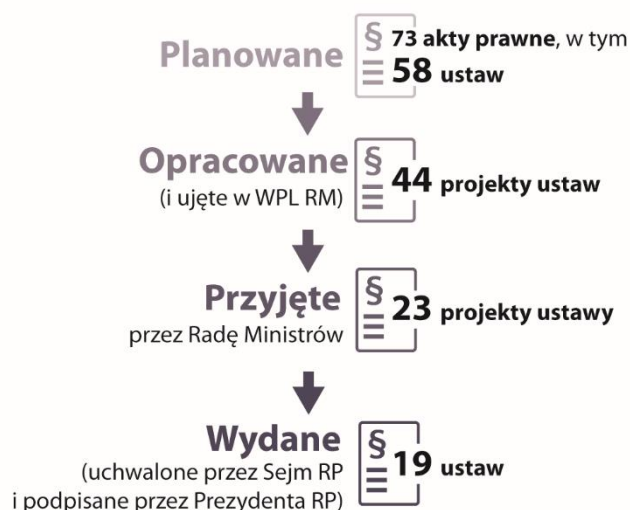 Planowane
§ 73 akty prawne, w tym
58 ustaw
Opracowane
(i ujęte w WPL RM)
§ 44 projekty ustaw
Przyjęte
przez Radę Ministrów
§ 23 projekty ustawy
Wydane
(uchwalone przez Sejm RP
i podpisane przez Prezydenta RP)
§ 19 ustaw